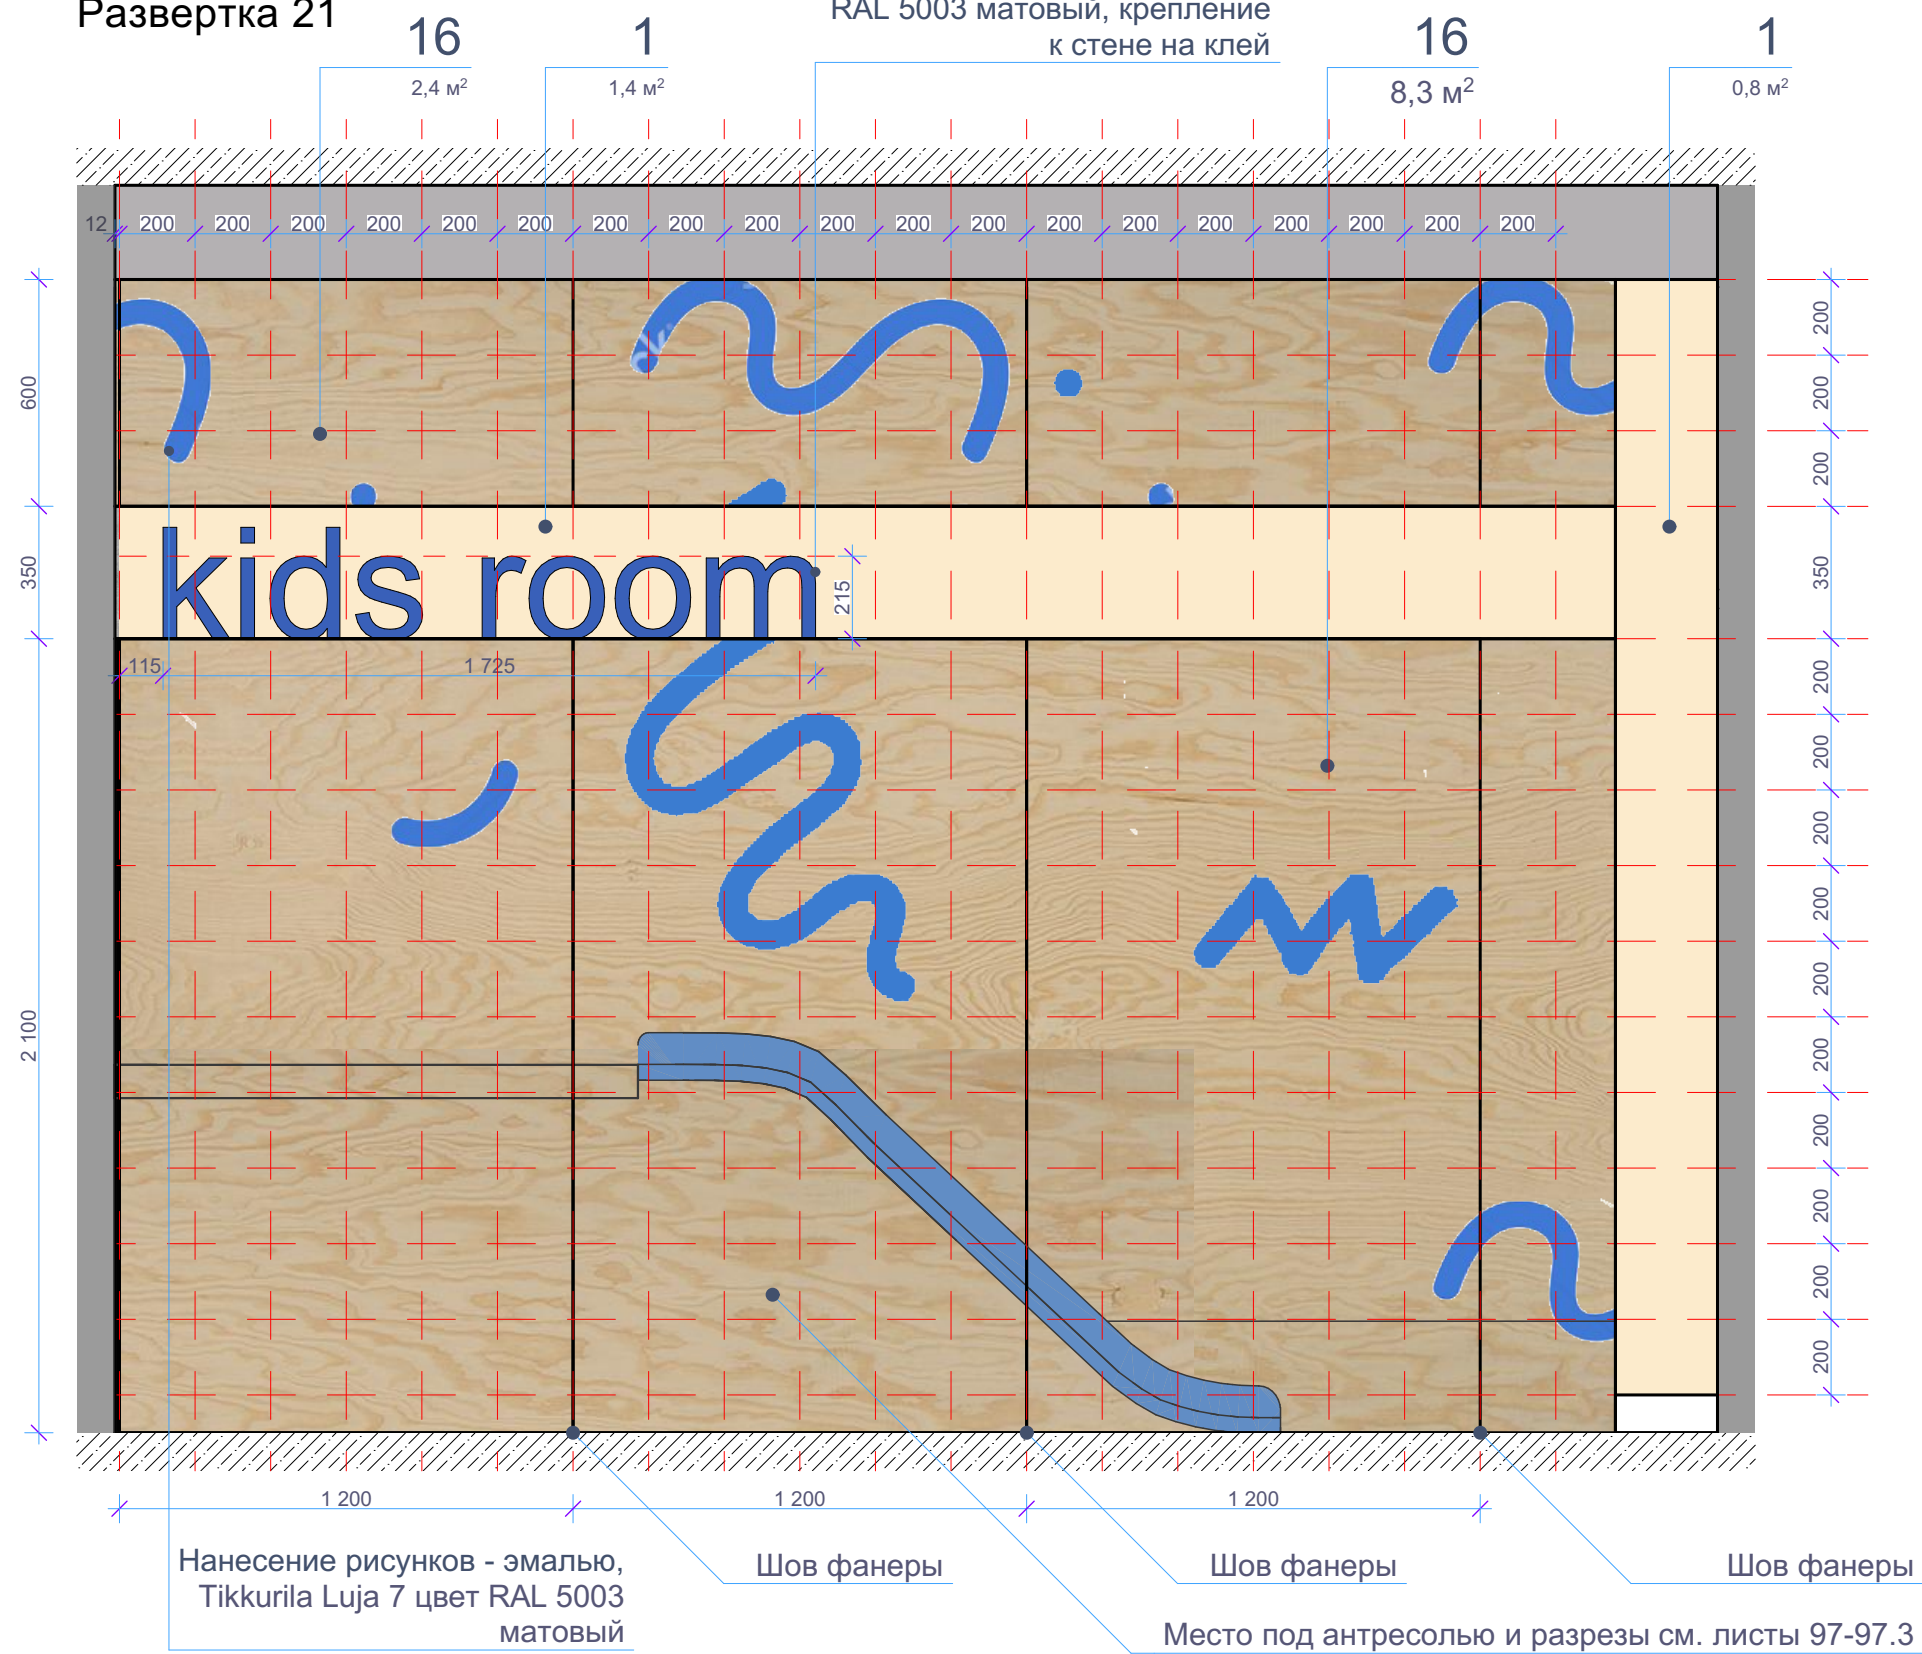 Развертка 21
RAL 5003 матовый, крепление
к стене на клей
16
2,4 м²
1
1,4 м²
16
8,3 м²
1
0,8 м²
12 200 200 200 200 200 200 200 200 200 200 200 200 200 200 200 200 200 200 200
600
350
2 100
200
200
200
350
200
200
200
200
200
200
200
200
200
200
kids room
215
115
1 725
1 200 1 200 1 200
Нанесение рисунков - эмалью,
Tikkurila Luja 7 цвет RAL 5003
матовый
Шов фанеры
Шов фанеры
Шов фанеры
Место под антресолью и разрезы см. листы 97-97.3